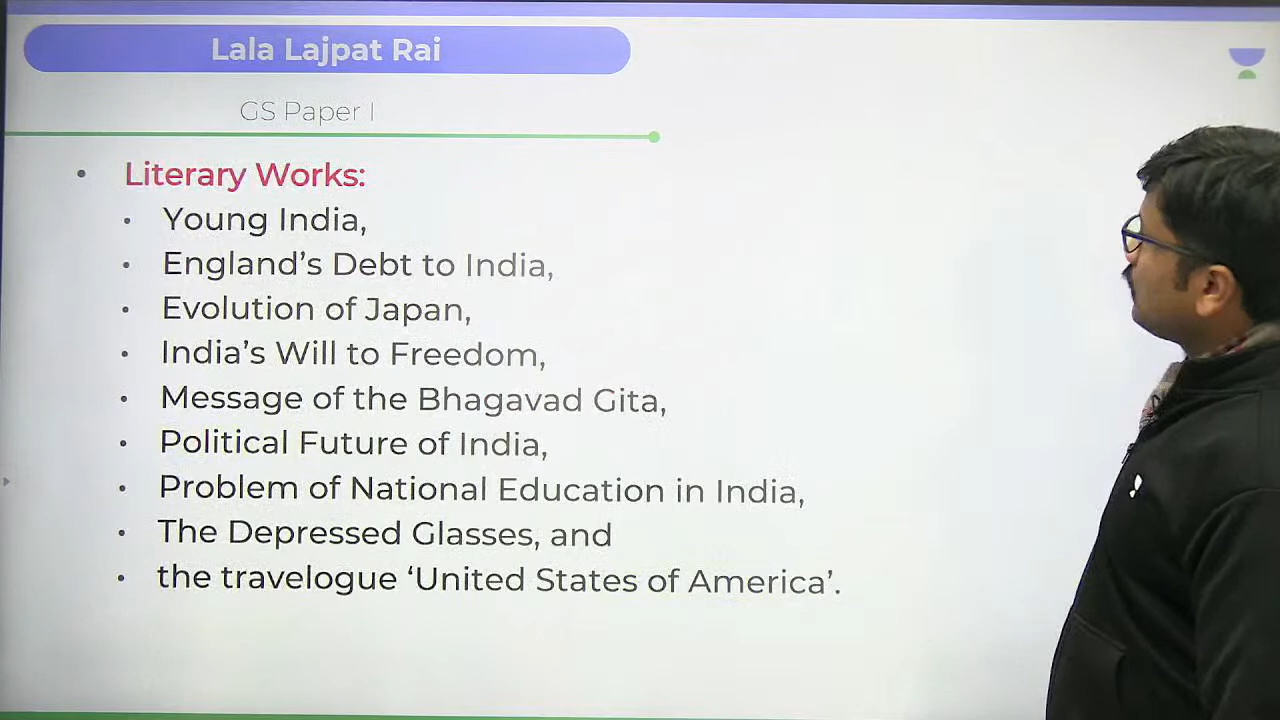 Lala Lajpat Rai
GS Paper I
• Literary Works:
• Young India,
• England's Debt to India,
• Evolution of Japan,
• India's Will to Freedom,
• Message of the Bhagavad Gita,
• Political Future of India,
• Problem of National Education in India,
• The Depressed Glasses, and
• the travelogue ‘United States of America’.